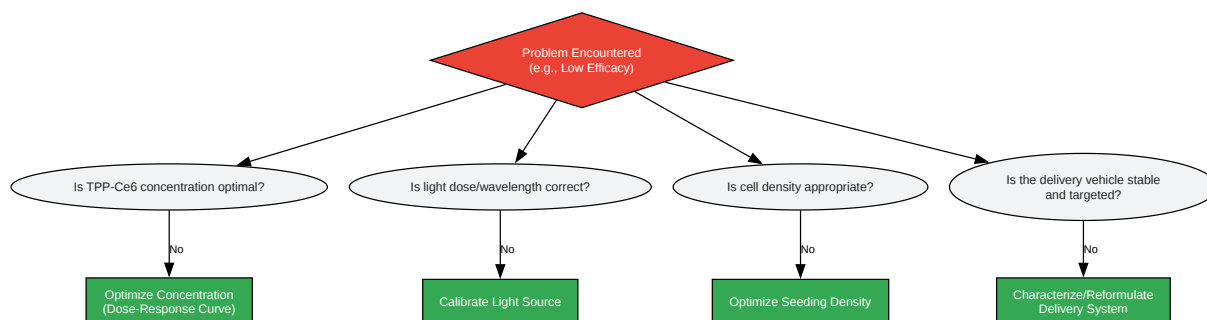 Problem Encountered
(e.g., Low Efficacy)
Is TPP-Ce6 concentration optimal?
Is light dose/wavelength correct?
Is cell density appropriate?
Is the delivery vehicle stable
and targeted?
No
No
No
No
Optimize Concentration
(Dose-Response Curve)
Calibrate Light Source
Optimize Seeding Density
Characterize/Reformulate
Delivery System